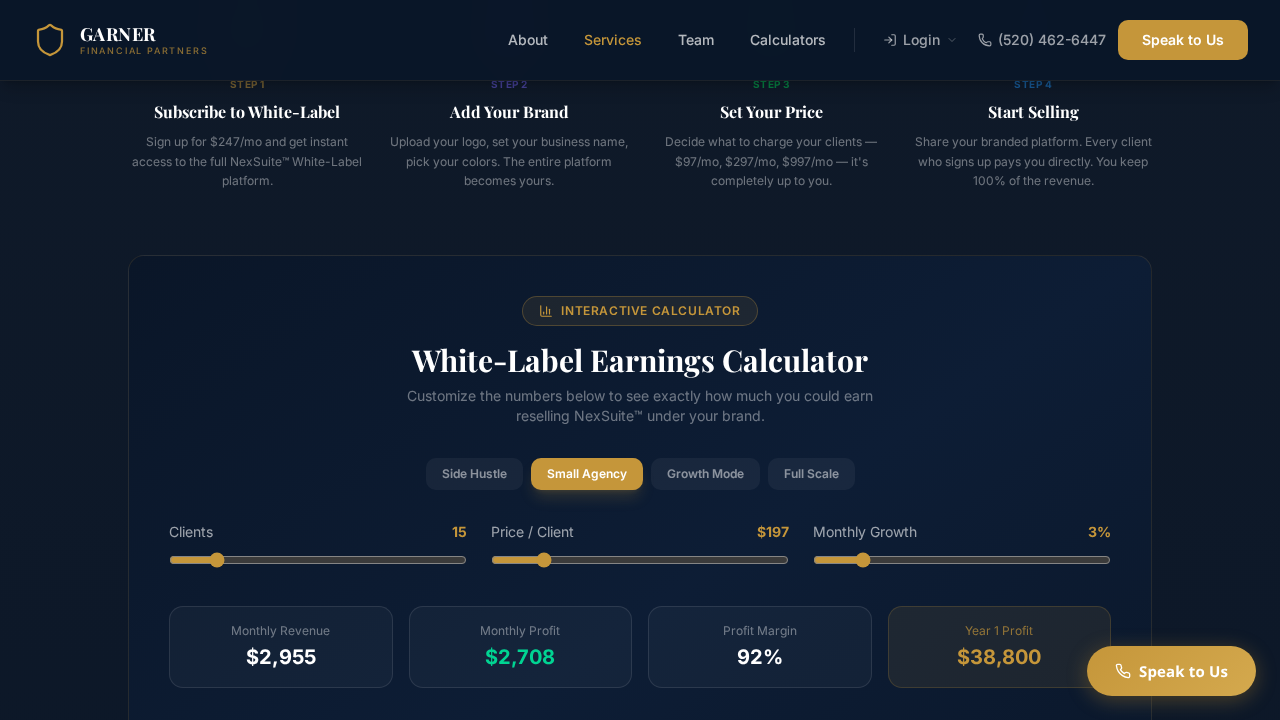 GARNER
FINANCIAL PARTNERS
About
Services
Team
Calculators
Login
(520) 462-6447
Speak to Us
STEP 1
Subscribe to White-Label
Sign up for $247/mo and get instant
access to the full NexSuite™ White-Label
platform.
STEP 2
Add Your Brand
Upload your logo, set your business name,
pick your colors. The entire platform
becomes yours.
STEP 3
Set Your Price
Decide what to charge your clients —
$97/mo, $297/mo, $997/mo — it's
completely up to you.
STEP 4
Start Selling
Share your branded platform. Every client
who signs up pays you directly. You keep
100% of the revenue.
INTERACTIVE CALCULATOR
White-Label Earnings Calculator
Customize the numbers below to see exactly how much you could earn
reselling NexSuite™ under your brand.
Side Hustle
Small Agency
Growth Mode
Full Scale
Clients
15
Price / Client
$197
Monthly Growth
3%
Monthly Revenue
$2,955
Monthly Profit
$2,708
Profit Margin
92%
Year 1 Profit
$38,800
Speak to Us